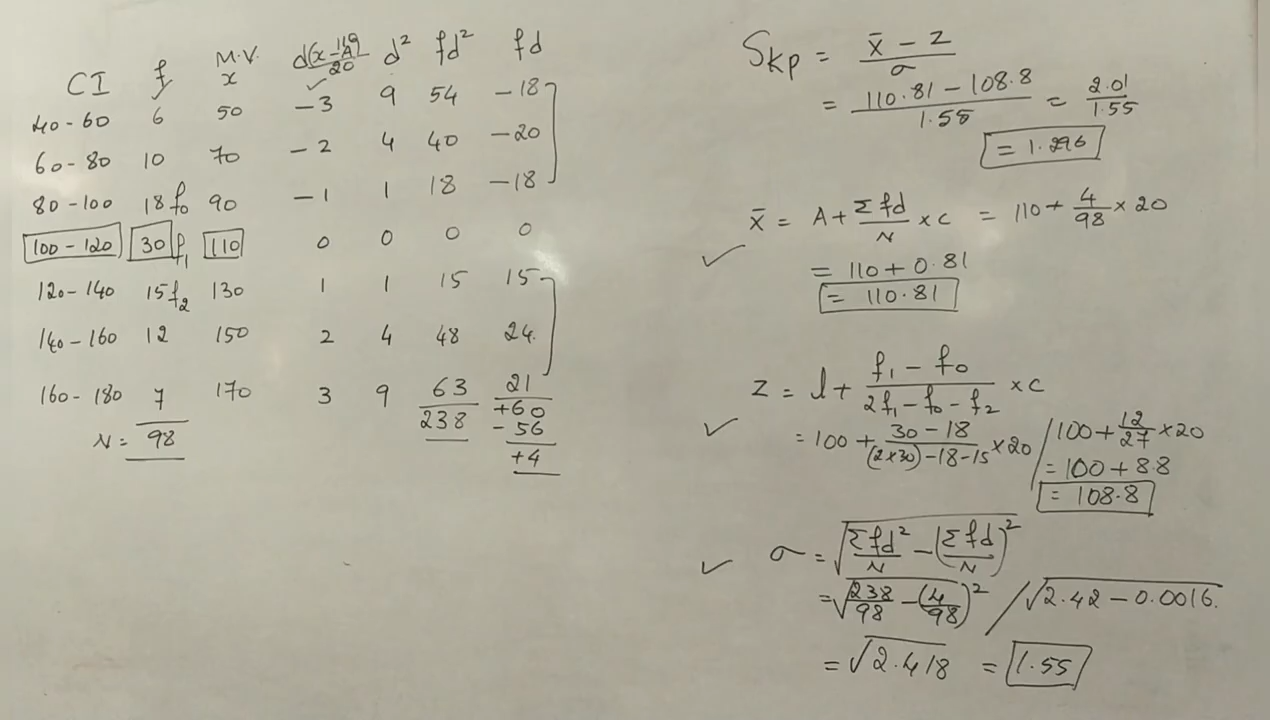 CI f M.V. x d(x-A)/20 110 d² fd² fd
40-60 6 50 -3 9 54 -18
60-80 10 70 -2 4 40 -20
80-100 18 f₀ 90 -1 1 18 -18
100-120 30 f₁ 110 0 0 0 0
120-140 15 f₂ 130 1 1 15 15
140-160 12 150 2 4 48 24
160-180 7 170 3 9 63 21
N = 98 238 +60
- 56
+4
Skp = (x̄ - Z)/σ
= (110.81 - 108.8)/1.55 = 2.01/1.55
= 1.296
x̄ = A + Σfd/N × c = 110 + 4/98 × 20
= 110 + 0.81
= 110.81
Z = l + (f₁ - f₀)/(2f₁ - f₀ - f₂) × c
= 100 + (30 - 18)/((2×30) - 18 - 15) × 20 / 100 + 12/27 × 20
= 100 + 8.8
= 108.8
σ = √(Σfd²/N - (Σfd/N)²)
= √(238/98 - (4/98)²) / √(2.42 - 0.0016.)
= √2.418 = 1.55